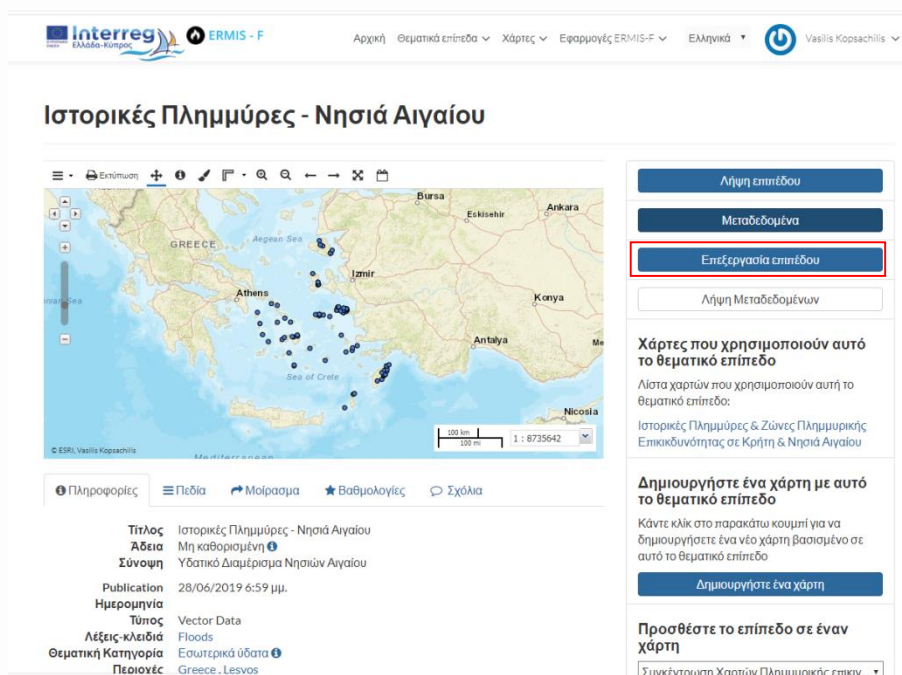 Interreg
Ελλάδα-Κύπρος
ERMIS - F
Αρχική Θεματικά επίπεδα Χάρτες Εφαρμογές ERMIS-F Ελληνικά Vasilis Kopsachilis
Ιστορικές Πλημμύρες - Νησιά Αιγαίου
Εκτύπωση
Bursa
Eskisehir
Ankara
GREECE
Aegean Sea
Izmir
Athens
Konya
Antalya
Sea of Crete
Nicosia
100 km
100 mi
1 : 8735642
© ESRI, Vasilis Kopsachilis
Mediterranean
Πληροφορίες Πεδία Μοίρασμα Βαθμολογίες Σχόλια
Τίτλος Ιστορικές Πλημμύρες - Νησιά Αιγαίου
Άδεια Μη καθορισμένη
Σύνοψη Υδατικό Διαμέρισμα Νησιών Αιγαίου
Publication 28/06/2019 6:59 μμ.
Ημερομηνία
Τύπος Vector Data
Λέξεις-κλειδιά Floods
Θεματική Κατηγορία Εσωτερικά ύδατα
Περιοχές Greece , Lesvos
Λήψη επιπέδου
Μεταδεδομένα
Επεξεργασία επιπέδου
Λήψη Μεταδεδομένων
Χάρτες που χρησιμοποιούν αυτό
το θεματικό επίπεδο
Λίστα χαρτών που χρησιμοποιούν αυτή το
θεματικό επίπεδο:
Ιστορικές Πλημμύρες & Ζώνες Πλημμυρικής
Επικικδυνότητας σε Κρήτη & Νησιά Αιγαίου
Δημιουργήστε ένα χάρτη με αυτό
το θεματικό επίπεδο
Κάντε κλίκ στο παρακάτω κουμπί για να
δημιουργήσετε ένα νέο χάρτη βασισμένο σε
αυτό το θεματικό επίπεδο
Δημιουργήστε ένα χάρτη
Προσθέστε το επίπεδο σε έναν
χάρτη
Συγκέντρωση Χαρτών Πλημμυρικής επικιν